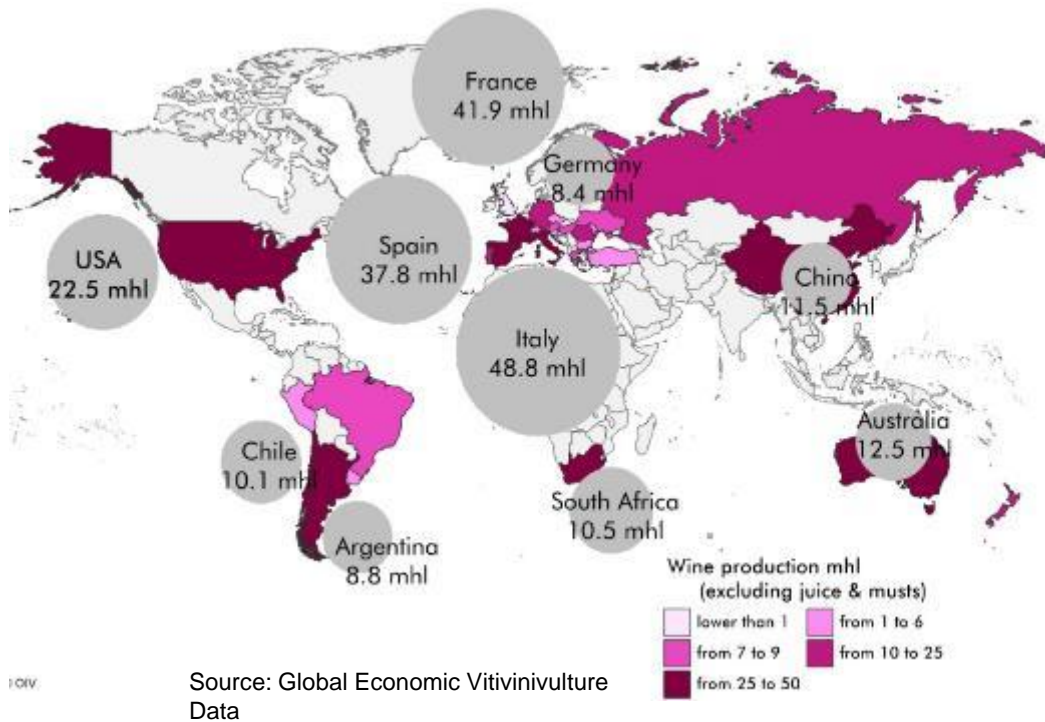 France
41.9 mhl
Germany
8.4 mhl
Spain
37.8 mhl
USA
22.5 mhl
China
11.5 mhl
Italy
48.8 mhl
Australia
12.5 mhl
Chile
10.1 mhl
South Africa
10.5 mhl
Argentina
8.8 mhl
Wine production mhl
(excluding juice & musts)
lower than 1
from 1 to 6
from 7 to 9
from 10 to 25
from 25 to 50
OIV
Source: Global Economic Vitivinivulture
Data